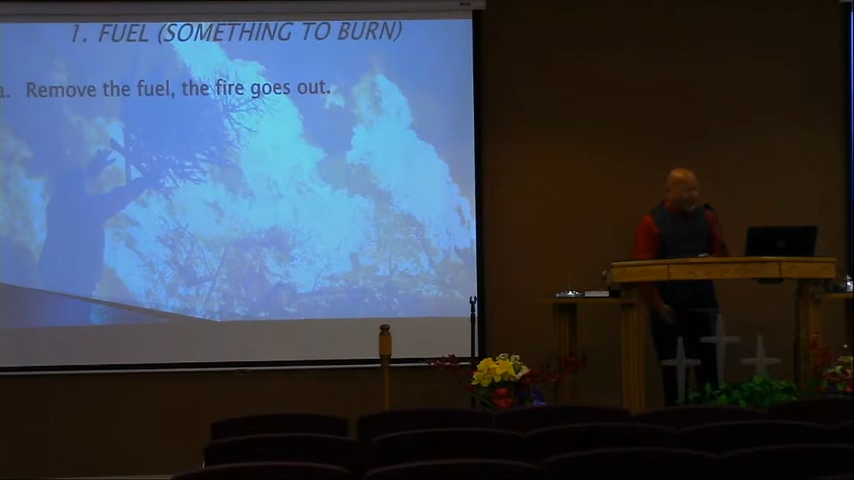 1. FUEL (SOMETHING TO BURN)
a. Remove the fuel, the fire goes out.